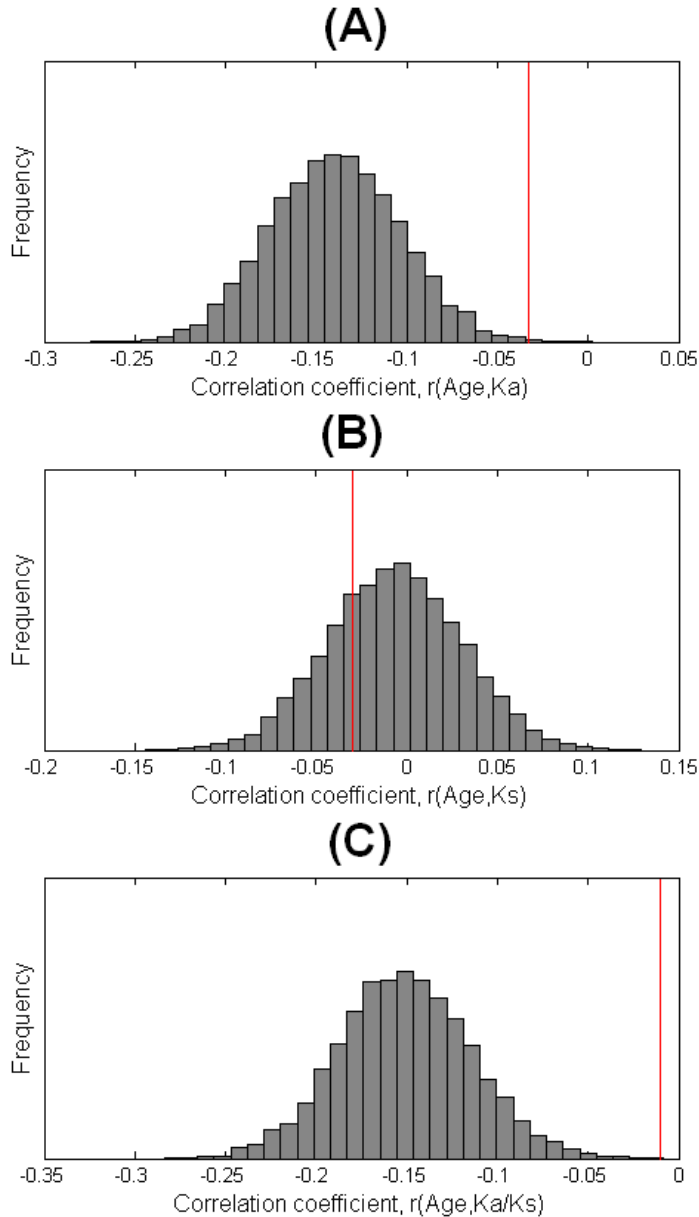 (A)
Frequency
-0.3 -0.25 -0.2 -0.15 -0.1 -0.05 0 0.05
Correlation coefficient, r(Age,Ka)
(B)
Frequency
-0.2 -0.15 -0.1 -0.05 0 0.05 0.1 0.15
Correlation coefficient, r(Age,Ks)
(C)
Frequency
-0.35 -0.3 -0.25 -0.2 -0.15 -0.1 -0.05 0
Correlation coefficient, r(Age,Ka/Ks)